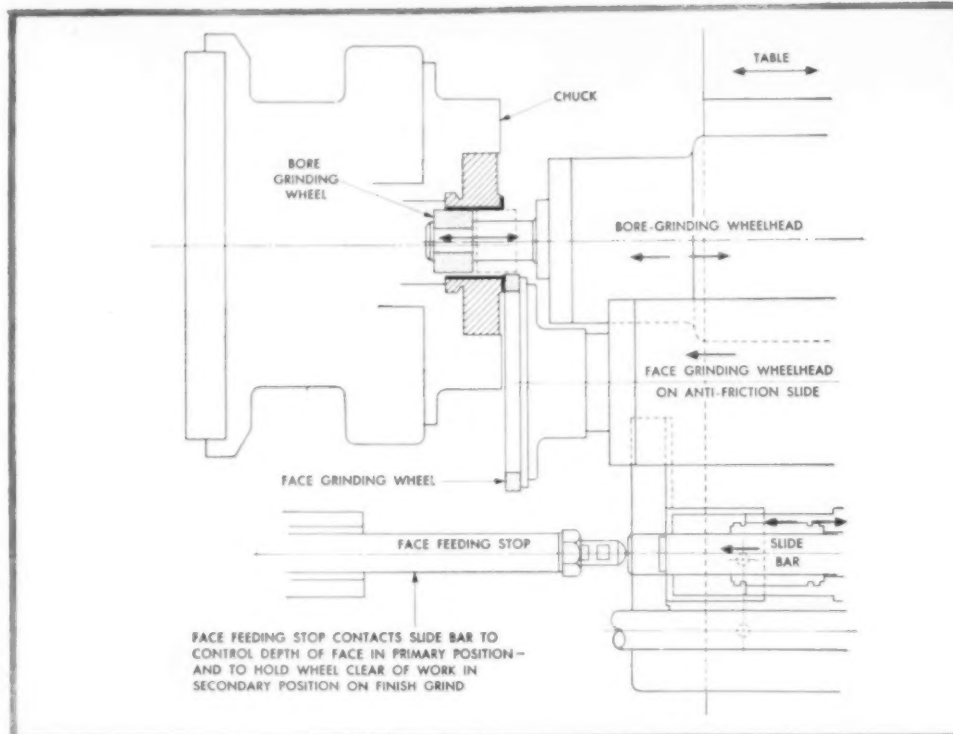 TABLE
CHUCK
BORE
GRINDING
WHEEL
BORE-GRINDING WHEELHEAD
FACE GRINDING WHEELHEAD
ON ANTI-FRICTION SLIDE
FACE GRINDING WHEEL
FACE FEEDING STOP
SLIDE
BAR
FACE FEEDING STOP CONTACTS SLIDE BAR TO
CONTROL DEPTH OF FACE IN PRIMARY POSITION—
AND TO HOLD WHEEL CLEAR OF WORK IN
SECONDARY POSITION ON FINISH GRIND